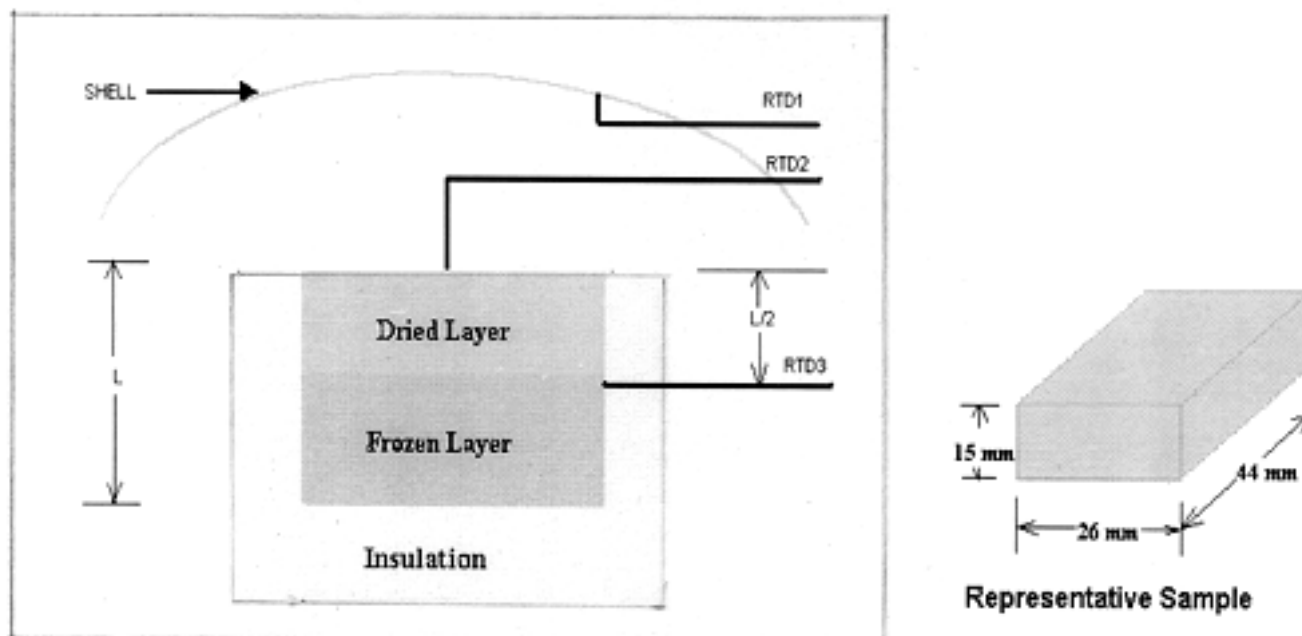 SHELL
RTD1
RTD2
L
Dried Layer
L/2
RTD3
Frozen Layer
Insulation
15 mm
44 mm
26 mm
Representative Sample